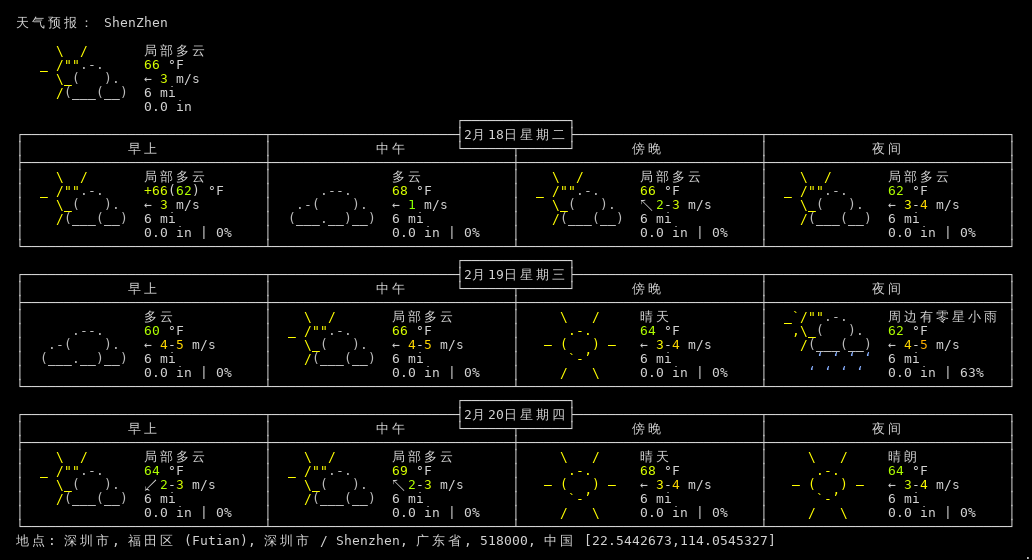 天气预报： ShenZhen
局部多云
66 °F
← 3 m/s
6 mi
0.0 in
2月18日星期二
早上 中午 傍晚 夜间
局部多云 多云 局部多云 局部多云
+66(62) °F 68 °F 66 °F 62 °F
← 3 m/s ← 1 m/s ↖ 2-3 m/s ← 3-4 m/s
6 mi 6 mi 6 mi 6 mi
0.0 in | 0% 0.0 in | 0% 0.0 in | 0% 0.0 in | 0%
2月19日星期三
早上 中午 傍晚 夜间
多云 局部多云 晴天 周边有零星小雨
60 °F 66 °F 64 °F 62 °F
← 4-5 m/s ← 4-5 m/s ← 3-4 m/s ← 4-5 m/s
6 mi 6 mi 6 mi 6 mi
0.0 in | 0% 0.0 in | 0% 0.0 in | 0% 0.0 in | 63%
2月20日星期四
早上 中午 傍晚 夜间
局部多云 局部多云 晴天 晴朗
64 °F 69 °F 68 °F 64 °F
↙ 2-3 m/s ↖ 2-3 m/s ← 3-4 m/s ← 3-4 m/s
6 mi 6 mi 6 mi 6 mi
0.0 in | 0% 0.0 in | 0% 0.0 in | 0% 0.0 in | 0%
地点: 深圳市, 福田区 (Futian), 深圳市 / Shenzhen, 广东省, 518000, 中国 [22.5442673,114.0545327]